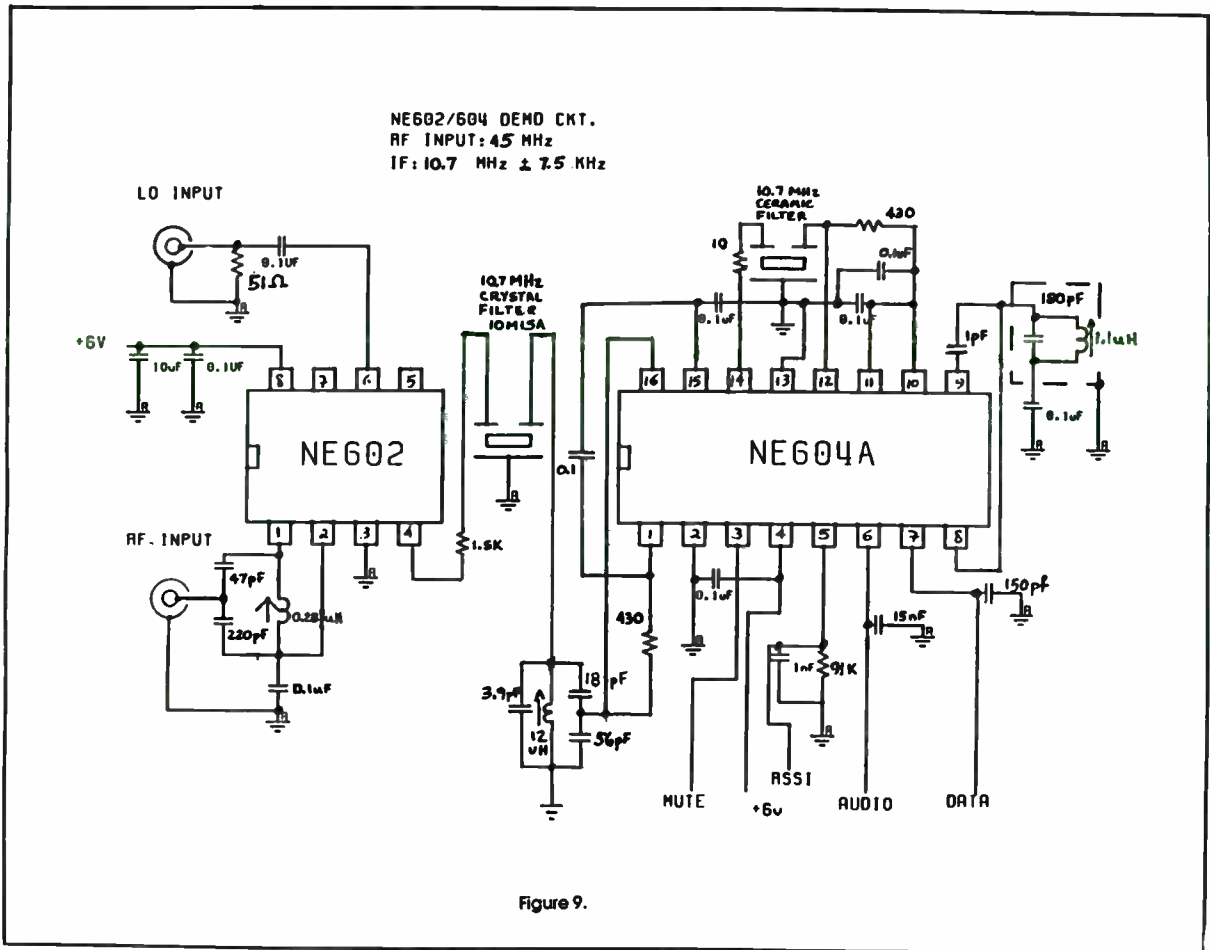 NE602/604 DEMO CKT.
RF INPUT: 45 MHz
IF: 10.7 MHz ± 7.5 KHz
LO INPUT
0.1UF
51Ω
+6V
10uF
0.1UF
8
7
6
5
NE602
1
2
3
4
RF. INPUT
47pF
220pF
0.28uH
0.1uF
1.5K
10.7 MHz
CRYSTAL
FILTER
10M15A
10.7 MHz
CERAMIC
FILTER
10
430
0.1uF
0.1uF
0.1uF
0.1
1pF
180pF
1.1uH
0.1uF
16
15
14
13
12
11
10
9
NE604A
1
2
3
4
5
6
7
8
430
0.1uF
3.9pF
12
UH
18pF
56pF
1nF
91K
15nF
150pf
MUTE
+6v
RSSI
AUDIO
DATA
Figure 9.